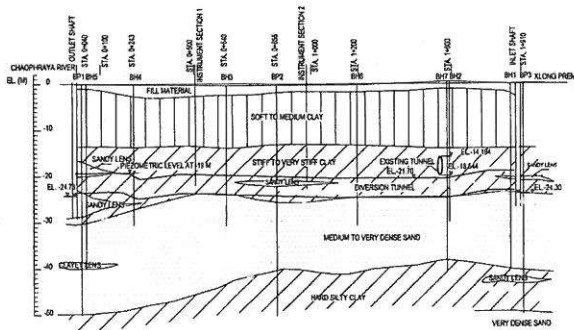 OUTLET SHAFT
STA. 0+040
STA. 0+100
STA. 0+243
STA. 0+500
INSTRUMENT SECTION 1
STA. 0+640
STA. 0+856
INSTRUMENT SECTION 2
STA. 1+000
STA. 1+200
STA. 1+600
INLET SHAFT
STA. 1+910
CHAOPHRAYA RIVER
XLONG PREM
EL. (M)
BP1
BH5
BH4
BH3
BP2
BH6
BH7
BH2
BH1
BP3
0
-10
-20
-30
-40
-50
FILL MATERIAL
SOFT TO MEDIUM CLAY
EL.-14.164
SANDY LENS
PIEZOMETRIC LEVEL AT -19 M
STIFF TO VERY STIFF CLAY
EXISTING TUNNEL
EL.-18.644
SANDY LENS
EL.-21.70
SANDY LENS
DIVERSION TUNNEL
EL. -24.73
EL.-24.30
SANDY LENS
MEDIUM TO VERY DENSE SAND
CLAYEY LENS
SANDY LENS
HARD SILTY CLAY
VERY DENSE SAND